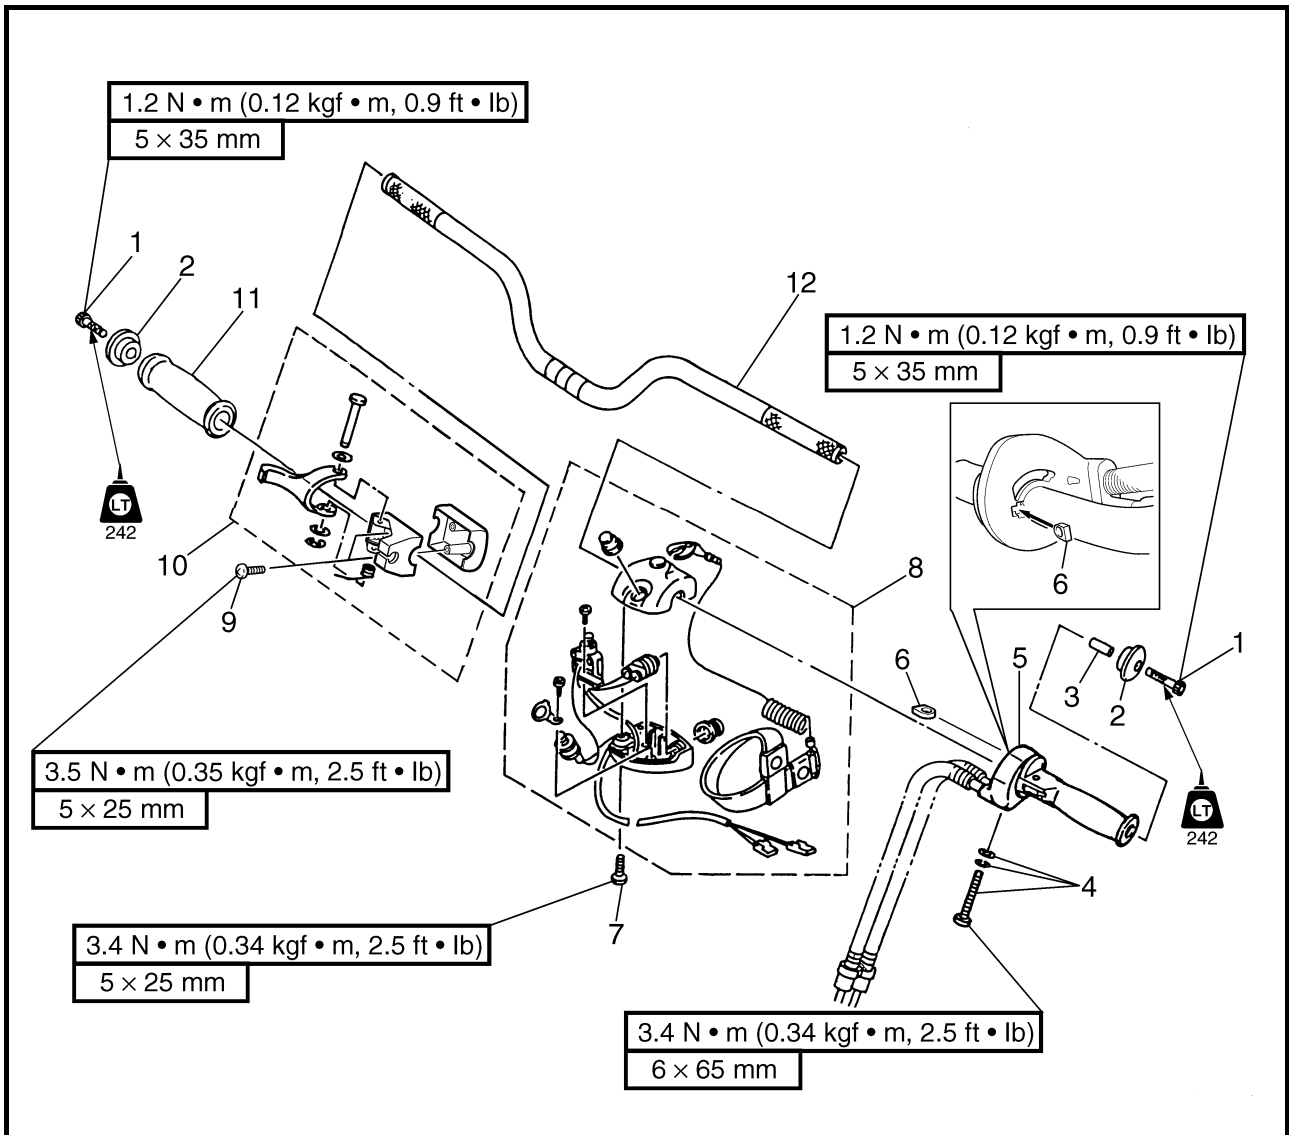 1.2 N • m (0.12 kgf • m, 0.9 ft • lb)
5 × 35 mm
1
2
11
12
1.2 N • m (0.12 kgf • m, 0.9 ft • lb)
5 × 35 mm
LT
242
10
9
8
6
6
5
3
2
1
LT
242
3.5 N • m (0.35 kgf • m, 2.5 ft • lb)
5 × 25 mm
4
7
3.4 N • m (0.34 kgf • m, 2.5 ft • lb)
5 × 25 mm
3.4 N • m (0.34 kgf • m, 2.5 ft • lb)
6 × 65 mm